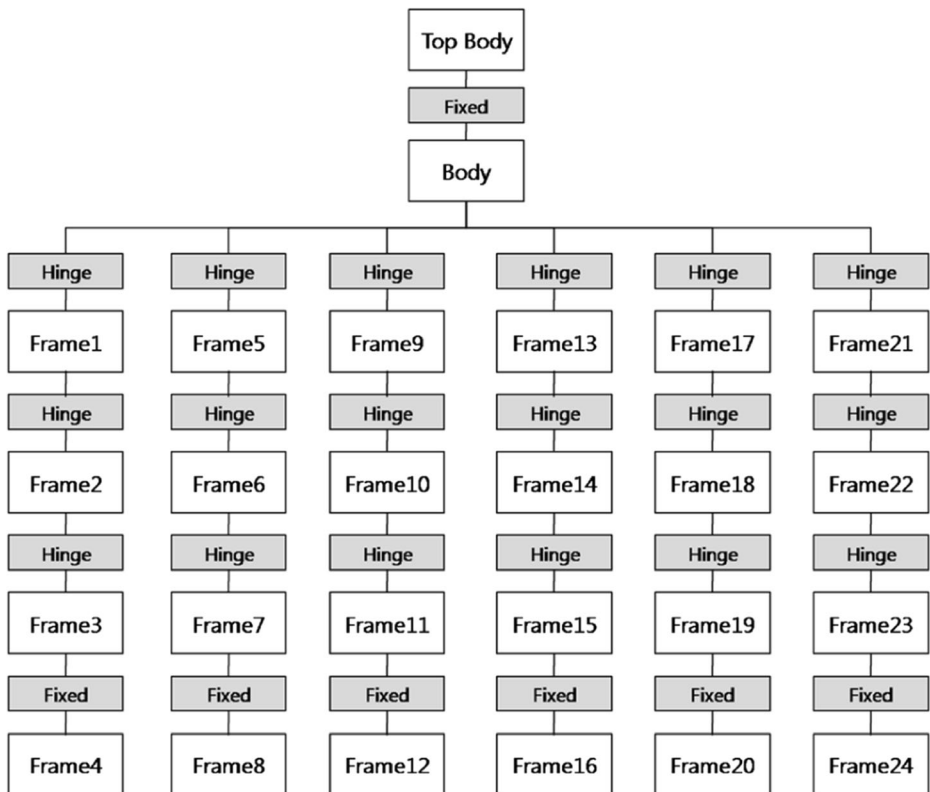 Top Body
Fixed
Body
Hinge Hinge Hinge Hinge Hinge Hinge
Frame1 Frame5 Frame9 Frame13 Frame17 Frame21
Hinge Hinge Hinge Hinge Hinge Hinge
Frame2 Frame6 Frame10 Frame14 Frame18 Frame22
Hinge Hinge Hinge Hinge Hinge Hinge
Frame3 Frame7 Frame11 Frame15 Frame19 Frame23
Fixed Fixed Fixed Fixed Fixed Fixed
Frame4 Frame8 Frame12 Frame16 Frame20 Frame24